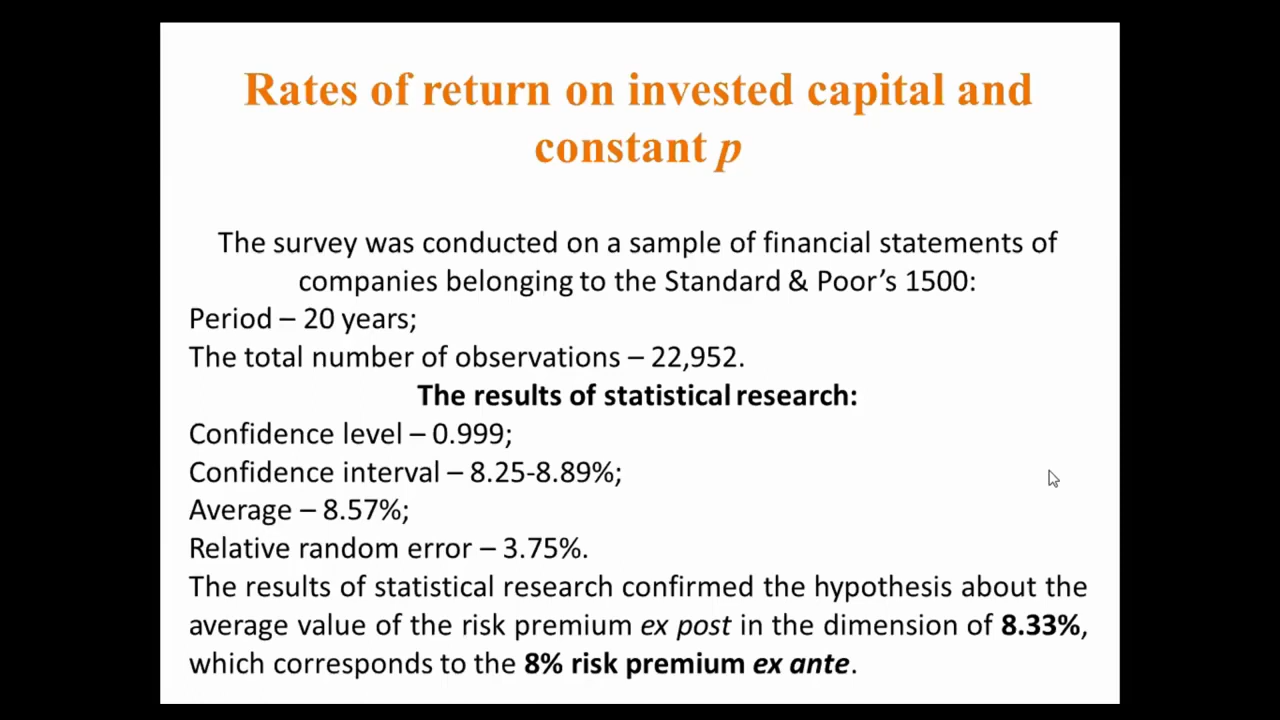 Rates of return on invested capital and
constant p
The survey was conducted on a sample of financial statements of
companies belonging to the Standard & Poor’s 1500:
Period – 20 years;
The total number of observations – 22,952.
The results of statistical research:
Confidence level – 0.999;
Confidence interval – 8.25-8.89%;
Average – 8.57%;
Relative random error – 3.75%.
The results of statistical research confirmed the hypothesis about the
average value of the risk premium ex post in the dimension of 8.33%,
which corresponds to the 8% risk premium ex ante.